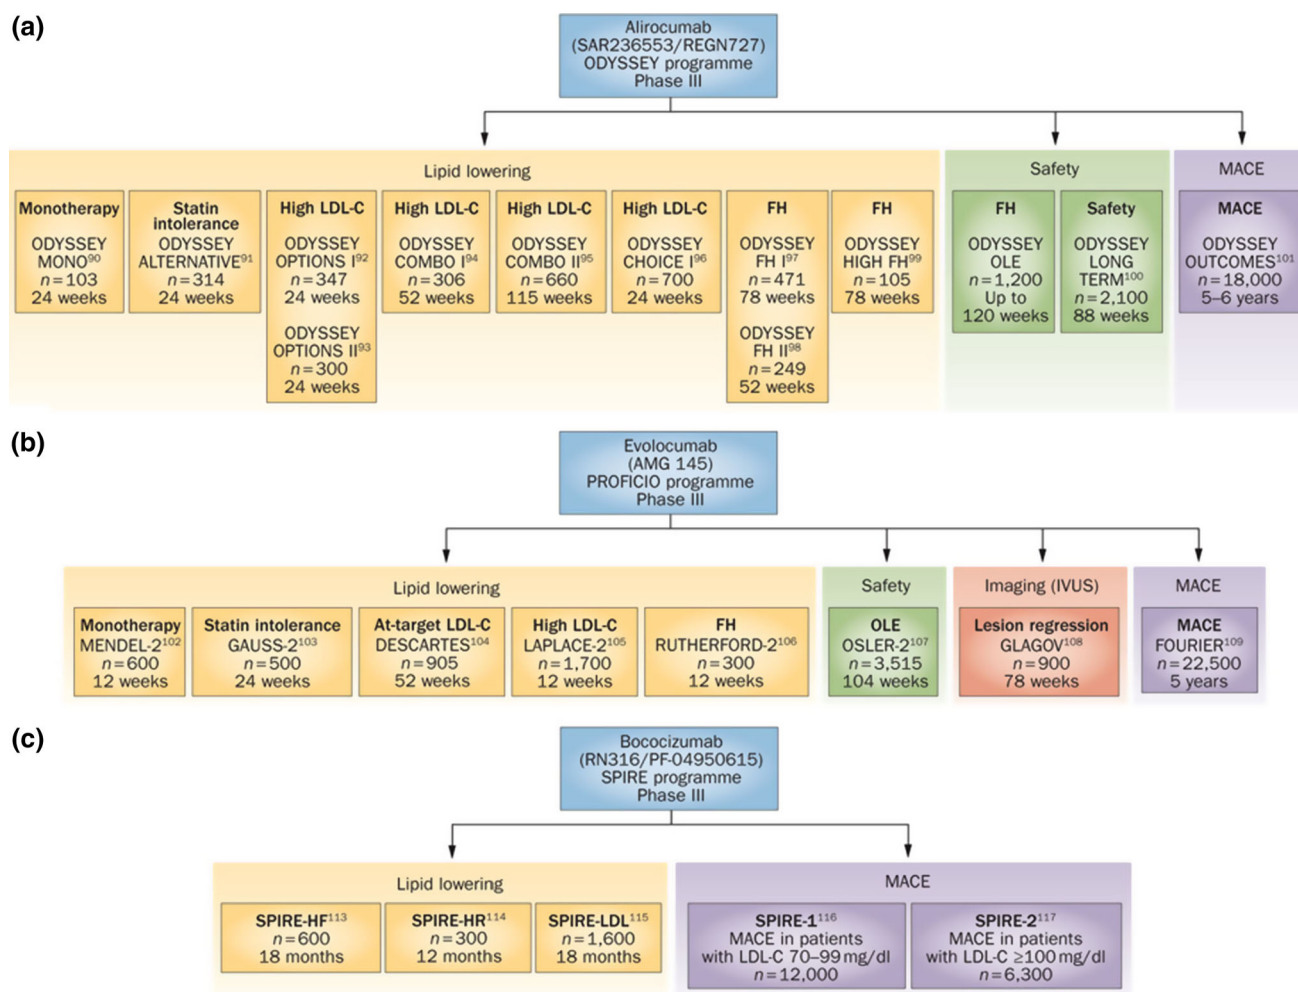 (a)
Alirocumab
(SAR236553/REGN727)
ODYSSEY programme
Phase III
Lipid lowering
Monotherapy
ODYSSEY
MONO90
n=103
24 weeks
Statin
intolerance
ODYSSEY
ALTERNATIVE91
n=314
24 weeks
High LDL-C
ODYSSEY
OPTIONS I92
n=347
24 weeks
ODYSSEY
OPTIONS II93
n=300
24 weeks
High LDL-C
ODYSSEY
COMBO I94
n=306
52 weeks
High LDL-C
ODYSSEY
COMBO II95
n=660
115 weeks
High LDL-C
ODYSSEY
CHOICE I96
n=700
24 weeks
FH
ODYSSEY
FH I97
n=471
78 weeks
ODYSSEY
FH II98
n=249
52 weeks
FH
ODYSSEY
HIGH FH99
n=105
78 weeks
Safety
FH
ODYSSEY
OLE
n=1,200
Up to
120 weeks
Safety
ODYSSEY
LONG
TERM100
n=2,100
88 weeks
MACE
MACE
ODYSSEY
OUTCOMES101
n=18,000
5–6 years
(b)
Evolocumab
(AMG 145)
PROFICIO programme
Phase III
Lipid lowering
Monotherapy
MENDEL-2102
n=600
12 weeks
Statin intolerance
GAUSS-2103
n=500
24 weeks
At-target LDL-C
DESCARTES104
n=905
52 weeks
High LDL-C
LAPLACE-2105
n=1,700
12 weeks
FH
RUTHERFORD-2106
n=300
12 weeks
Safety
OLE
OSLER-2107
n=3,515
104 weeks
Imaging (IVUS)
Lesion regression
GLAGOV108
n=900
78 weeks
MACE
MACE
FOURIER109
n=22,500
5 years
(c)
Bococizumab
(RN316/PF-04950615)
SPIRE programme
Phase III
Lipid lowering
SPIRE-HF113
n=600
18 months
SPIRE-HR114
n=300
12 months
SPIRE-LDL115
n=1,600
18 months
MACE
SPIRE-1116
MACE in patients
with LDL-C 70–99 mg/dl
n=12,000
SPIRE-2117
MACE in patients
with LDL-C ≥100 mg/dl
n=6,300